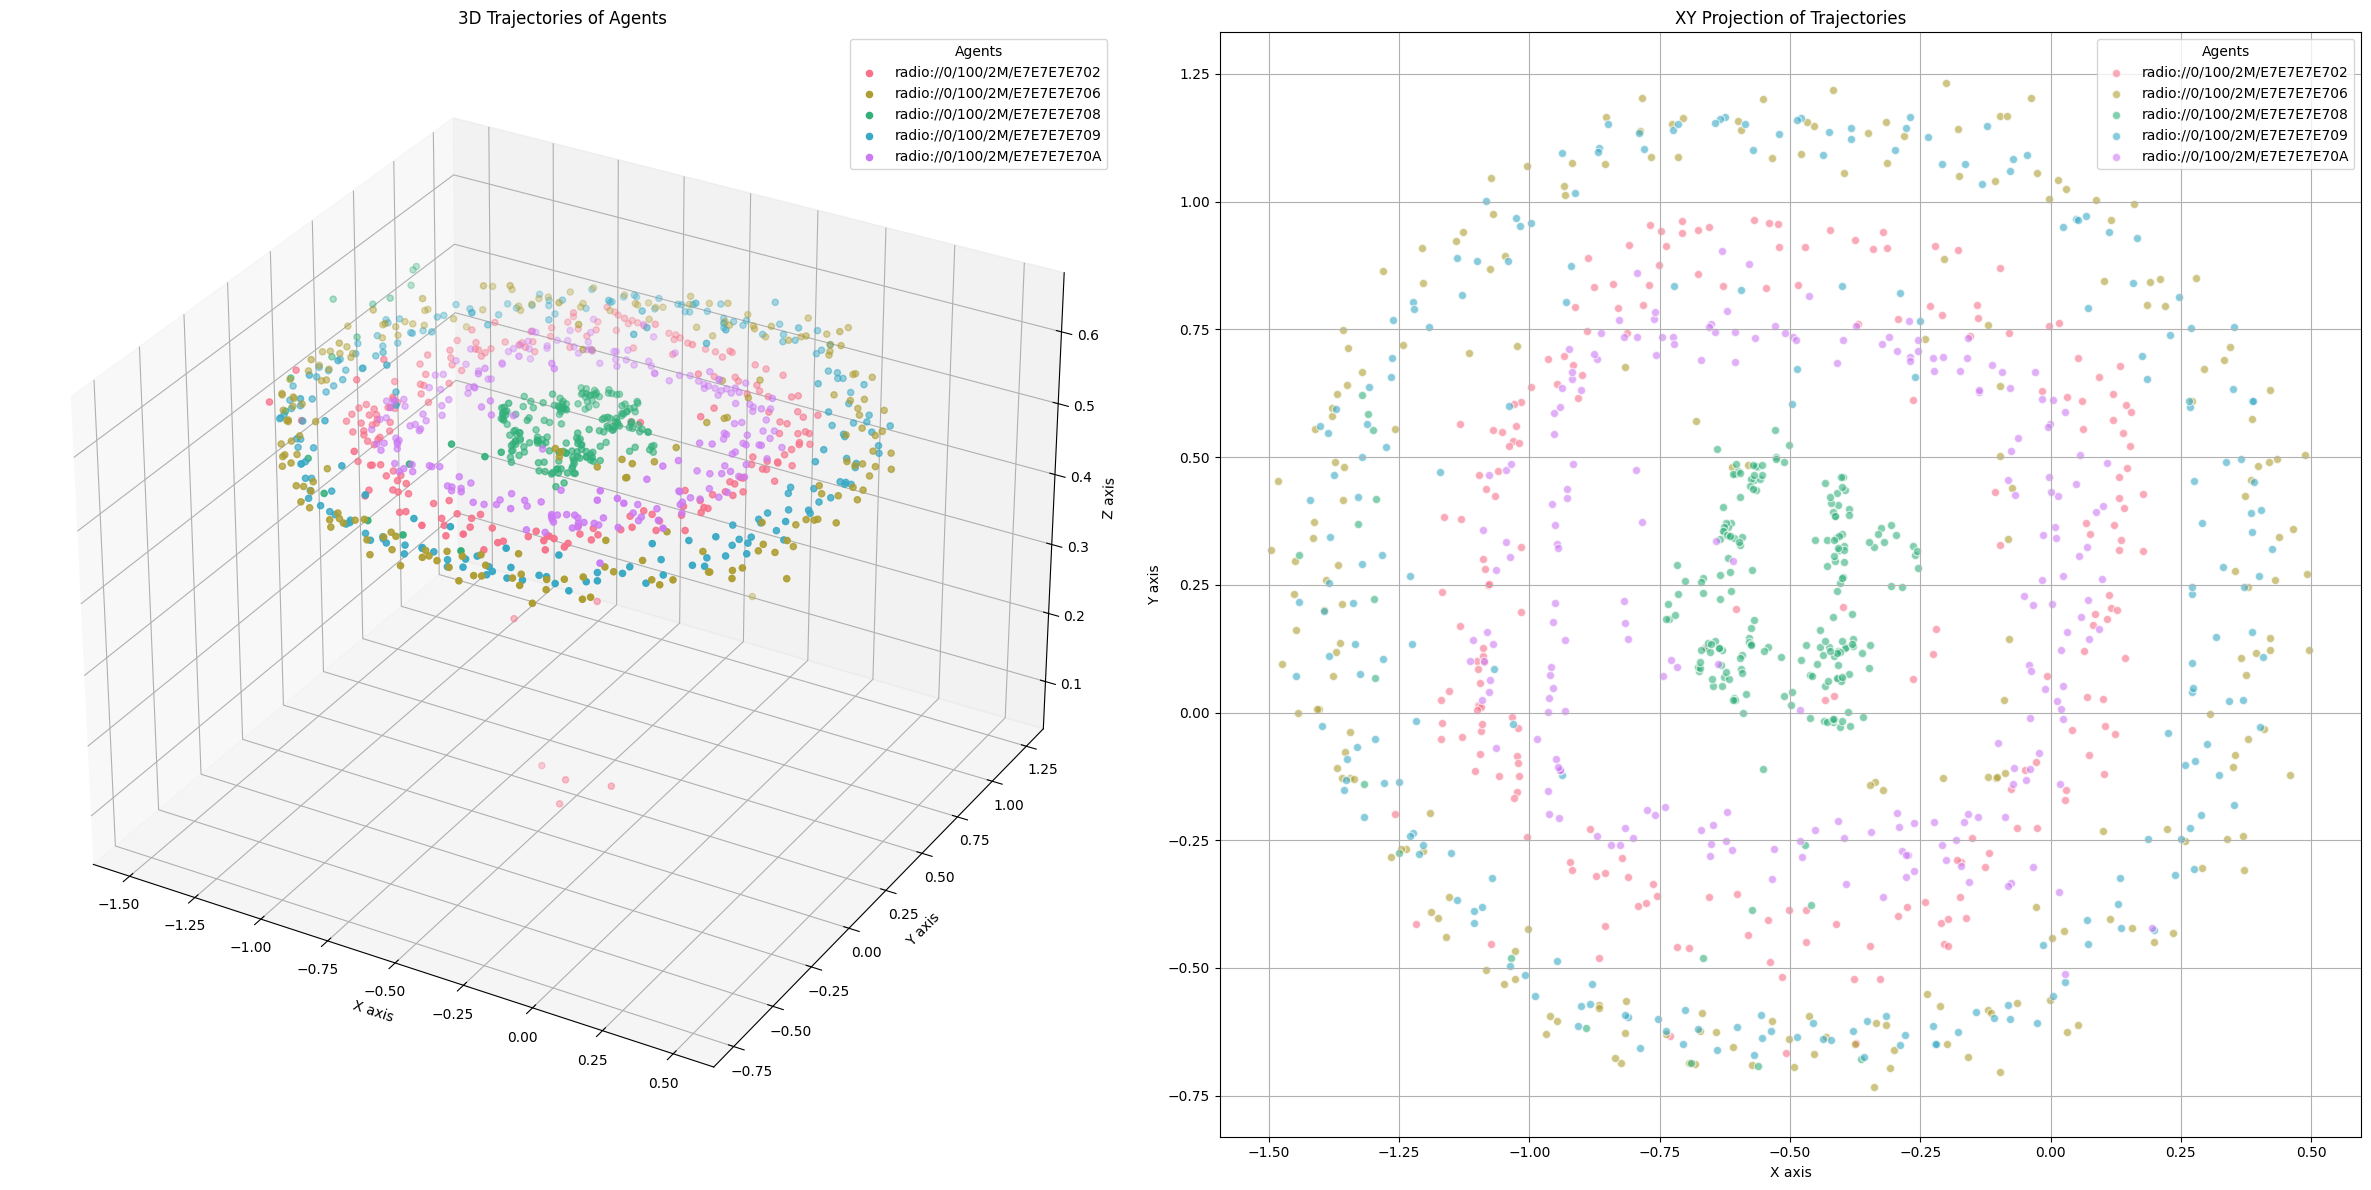 3D Trajectories of Agents
Agents
radio://0/100/2M/E7E7E7E702
radio://0/100/2M/E7E7E7E706
radio://0/100/2M/E7E7E7E708
radio://0/100/2M/E7E7E7E709
radio://0/100/2M/E7E7E7E70A
0.6
0.5
0.4
0.3
0.2
0.1
Z axis
1.25
1.00
0.75
0.50
0.25
0.00
−0.25
−0.50
−0.75
Y axis
−1.50
−1.25
−1.00
−0.75
−0.50
−0.25
0.00
0.25
0.50
X axis
XY Projection of Trajectories
Agents
radio://0/100/2M/E7E7E7E702
radio://0/100/2M/E7E7E7E706
radio://0/100/2M/E7E7E7E708
radio://0/100/2M/E7E7E7E709
radio://0/100/2M/E7E7E7E70A
1.25
1.00
0.75
0.50
0.25
0.00
−0.25
−0.50
−0.75
Y axis
−1.50
−1.25
−1.00
−0.75
−0.50
−0.25
0.00
0.25
0.50
X axis